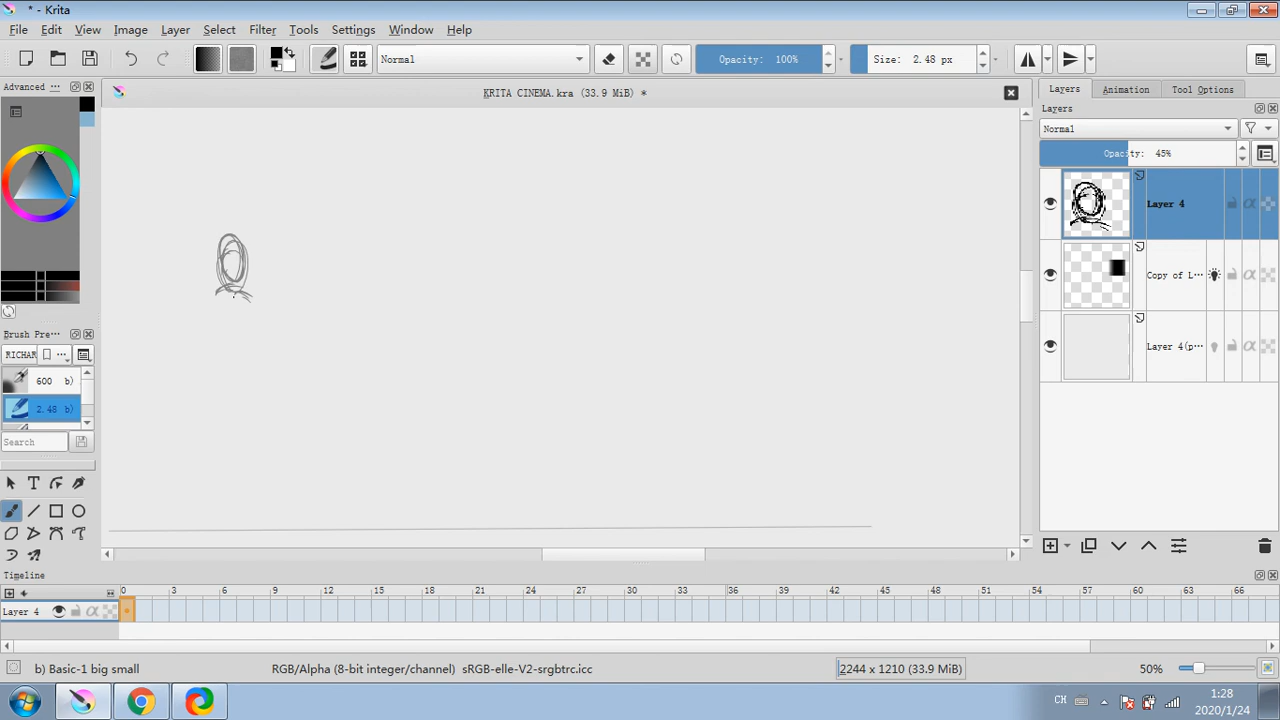 * - Krita
File Edit View Image Layer Select Filter Tools Settings Window Help
Normal Opacity: 100% Size: 2.48 px
Advanced ... KRITA CINEMA.kra (33.9 MiB) *
Layers Animation Tool Options
Layers
Normal
Opacity: 45%
Layer 4
Copy of L...
Layer 4(p...
Brush Pre...
RICHAR ...
600 b)
2.48 b)
Search
Timeline
0 3 6 9 12 15 18 21 24 27 30 33 36 39 42 45 48 51 54 57 60 63 66
Layer 4
b) Basic-1 big small RGB/Alpha (8-bit integer/channel) sRGB-elle-V2-srgbtrc.icc 2244 x 1210 (33.9 MiB) 50%
CH 1:28
2020/1/24